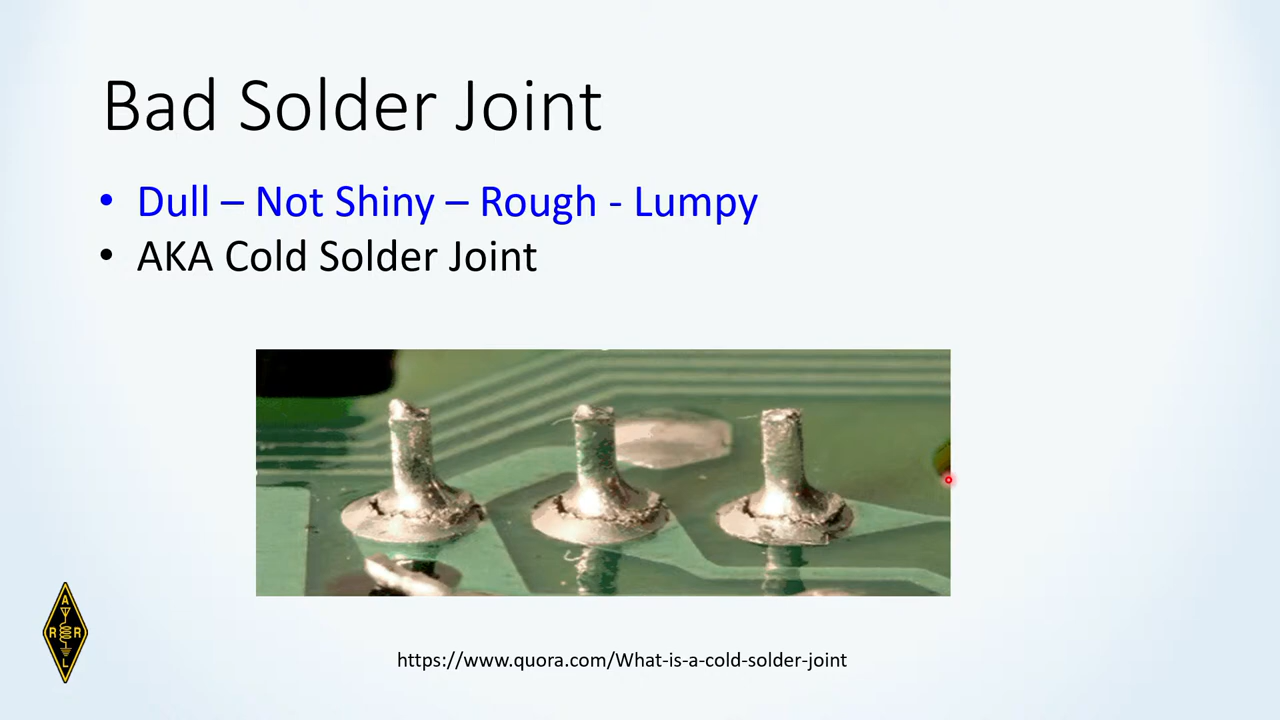 Bad Solder Joint
• Dull – Not Shiny – Rough - Lumpy
• AKA Cold Solder Joint
A
R R
L
https://www.quora.com/What-is-a-cold-solder-joint